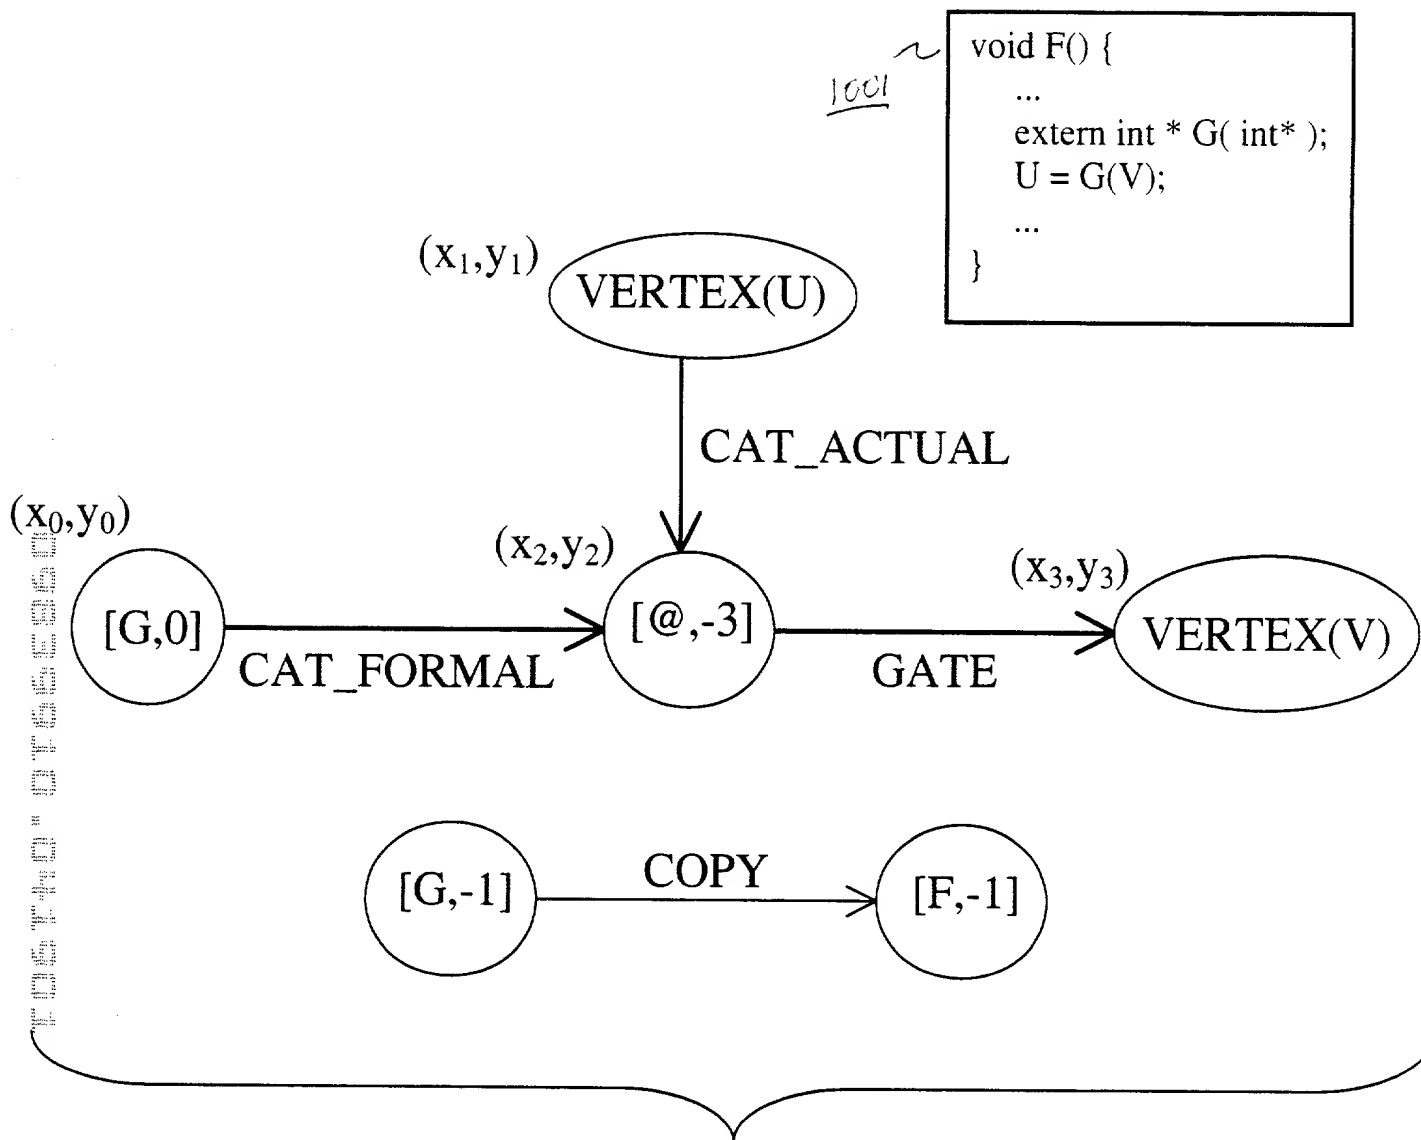 void F() {
...
extern int * G( int* );
U = G(V);
...
}
1001
(x₁,y₁)
VERTEX(U)
CAT_ACTUAL
(x₀,y₀)
(x₂,y₂)
(x₃,y₃)
[G,0]
[@,-3]
VERTEX(V)
CAT_FORMAL
GATE
[G,-1]
COPY
[F,-1]